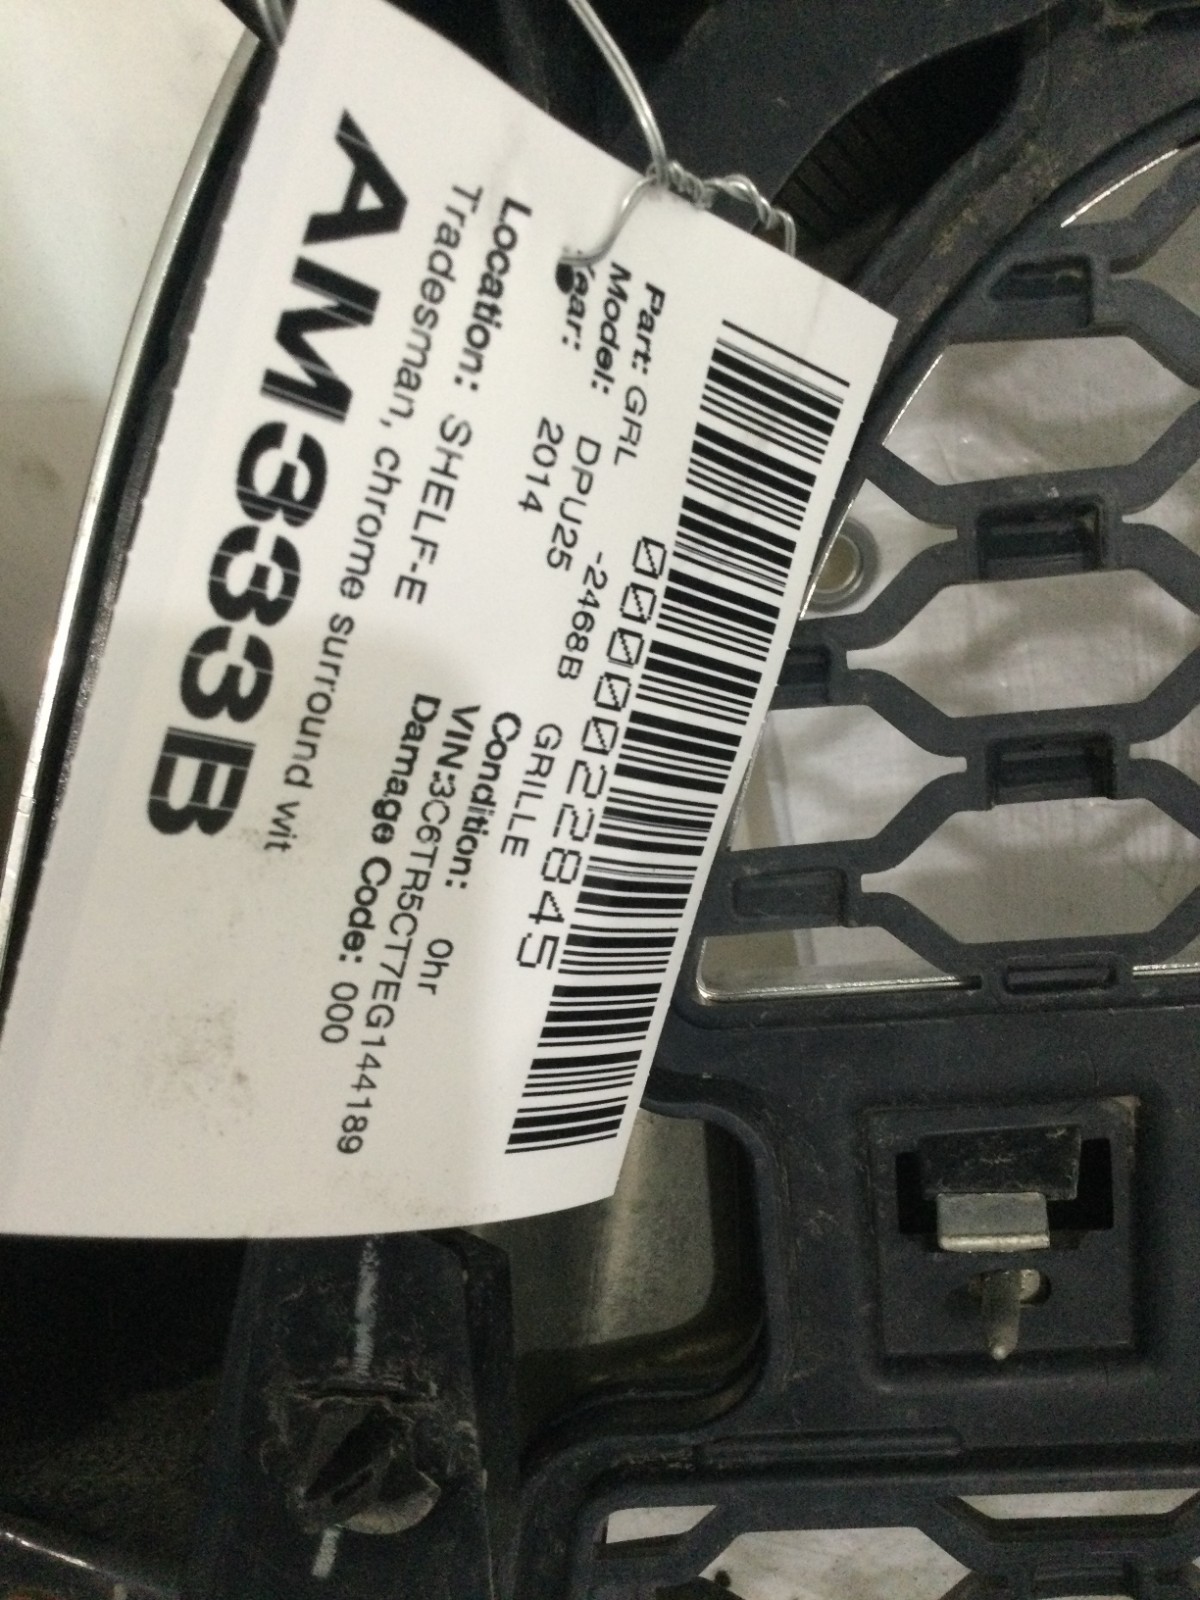 0000022845
Part: GRL -2468B GRILLE
Model: DPU25 Condition: 0hr
Year: 2014 VIN:3C6TR5CT7EG144189
Location: SHELF-E Damage Code: 000
Tradesman, chrome surround wit
AM333B